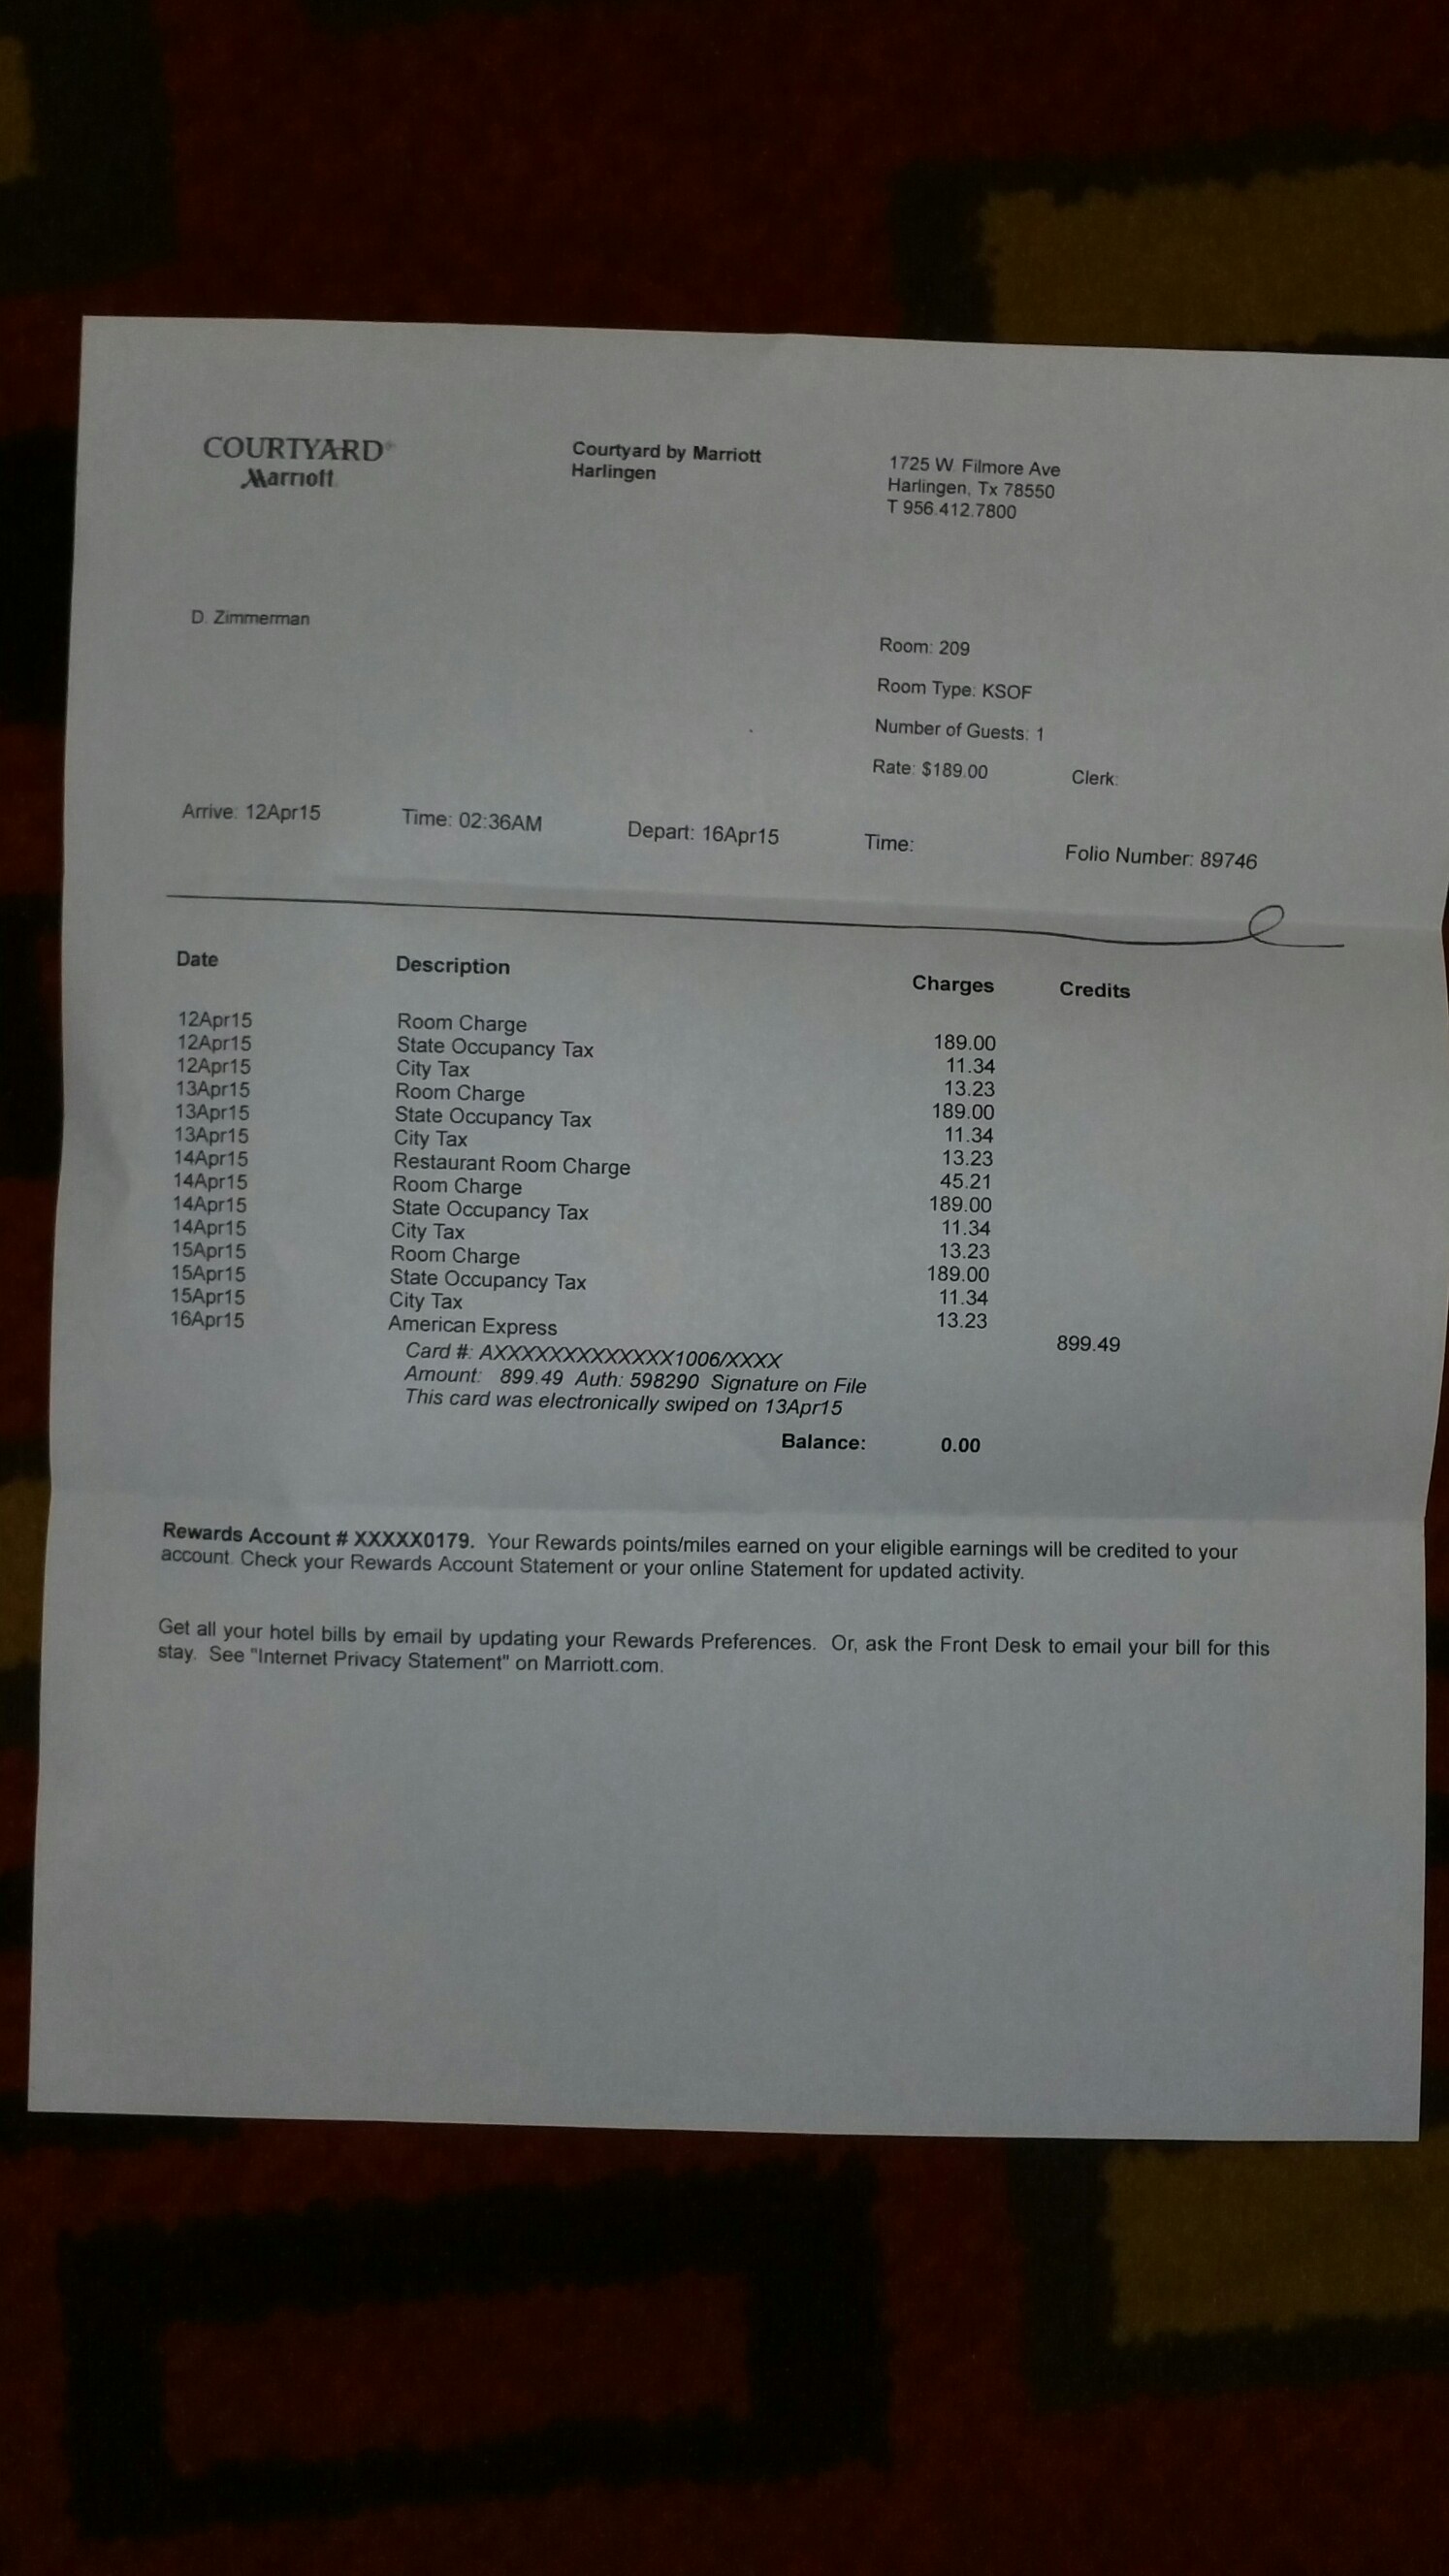 COURTYARD®
Marriott
Courtyard by Marriott
Harlingen
1725 W. Filmore Ave
Harlingen, Tx 78550
T 956.412.7800
D. Zimmerman
Room: 209
Room Type: KSOF
Number of Guests: 1
Rate: $189.00 Clerk:
Arrive: 12Apr15 Time: 02:36AM Depart: 16Apr15 Time: Folio Number: 89746
Date Description Charges Credits
12Apr15 Room Charge 189.00
12Apr15 State Occupancy Tax 11.34
12Apr15 City Tax 13.23
13Apr15 Room Charge 189.00
13Apr15 State Occupancy Tax 11.34
13Apr15 City Tax 13.23
14Apr15 Restaurant Room Charge 45.21
14Apr15 Room Charge 189.00
14Apr15 State Occupancy Tax 11.34
14Apr15 City Tax 13.23
15Apr15 Room Charge 189.00
15Apr15 State Occupancy Tax 11.34
15Apr15 City Tax 13.23
16Apr15 American Express 899.49
Card #: AXXXXXXXXXXXXXX1006/XXXX
Amount: 899.49 Auth: 598290 Signature on File
This card was electronically swiped on 13Apr15
Balance: 0.00
Rewards Account # XXXXX0179. Your Rewards points/miles earned on your eligible earnings will be credited to your
account. Check your Rewards Account Statement or your online Statement for updated activity.
Get all your hotel bills by email by updating your Rewards Preferences. Or, ask the Front Desk to email your bill for this
stay. See "Internet Privacy Statement" on Marriott.com.